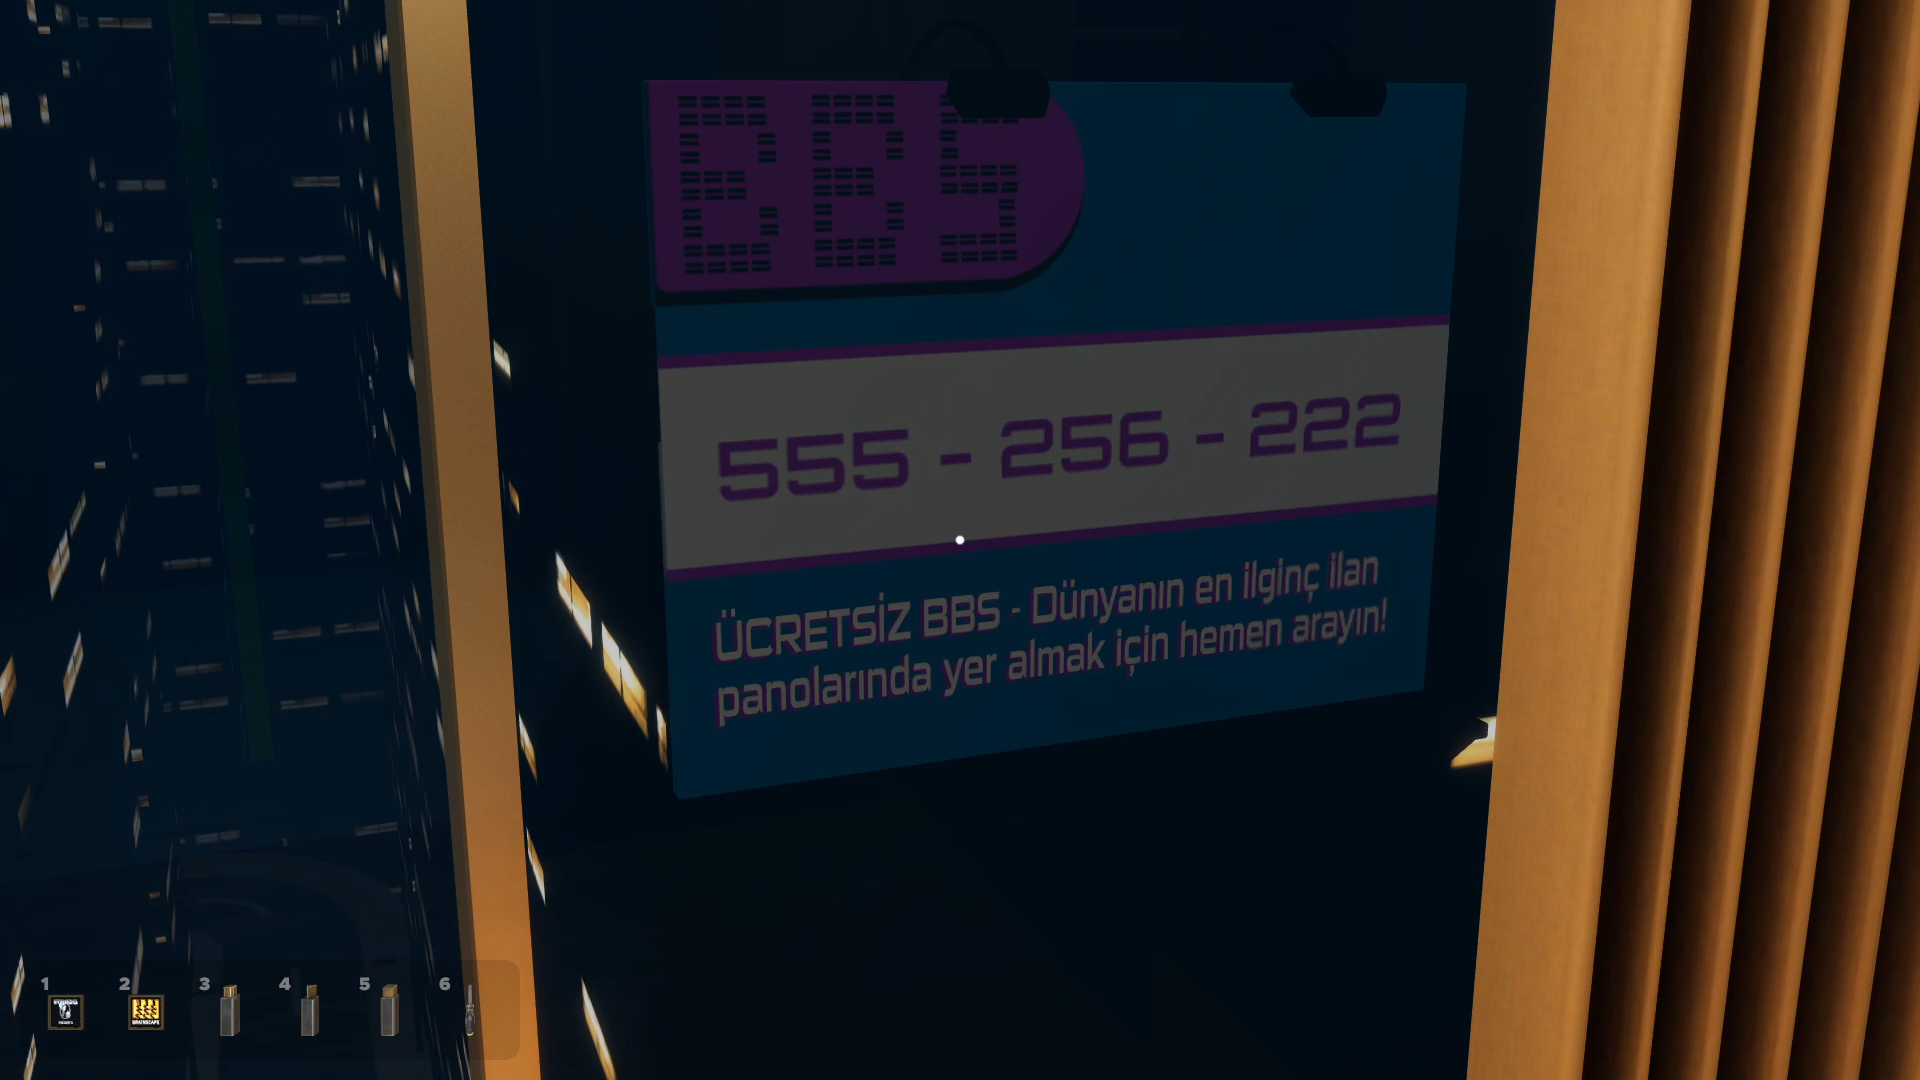 BBS
555 - 256 - 222
ÜCRETSİZ BBS - Dünyanın en ilginç ilan
panolarında yer almak için hemen arayın!
1 2 3 4 5 6
BRAINSCAPE